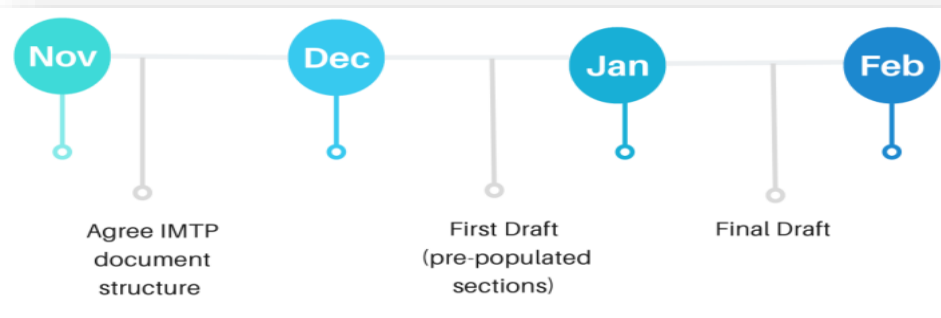 Nov
Dec
Jan
Feb
Agree IMTP
document
structure
First Draft
(pre-populated
sections)
Final Draft